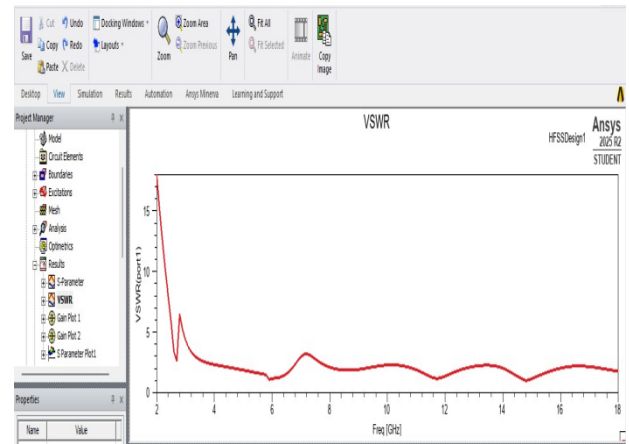 Cut Undo Docking Windows Zoom Area Fit All
Copy Redo Layouts Zoom Previous Fit Selected
Save Paste Delete Zoom Pan Animate Copy Image
Desktop View Simulation Results Automation Ansys Minerva Learning and Support
Project Manager
Model
Circuit Elements
Boundaries
Excitations
Mesh
Analysis
Optimetrics
Results
S-Parameter
VSWR
Gain Plot 1
Gain Plot 2
S Parameter Plot1
Properties
Name Value
VSWR
HFSSDesign1
Ansys
2025 R2
STUDENT
VSWR(port1)
15
10
5
0
2 4 6 8 10 12 14 16 18
Freq [GHz]